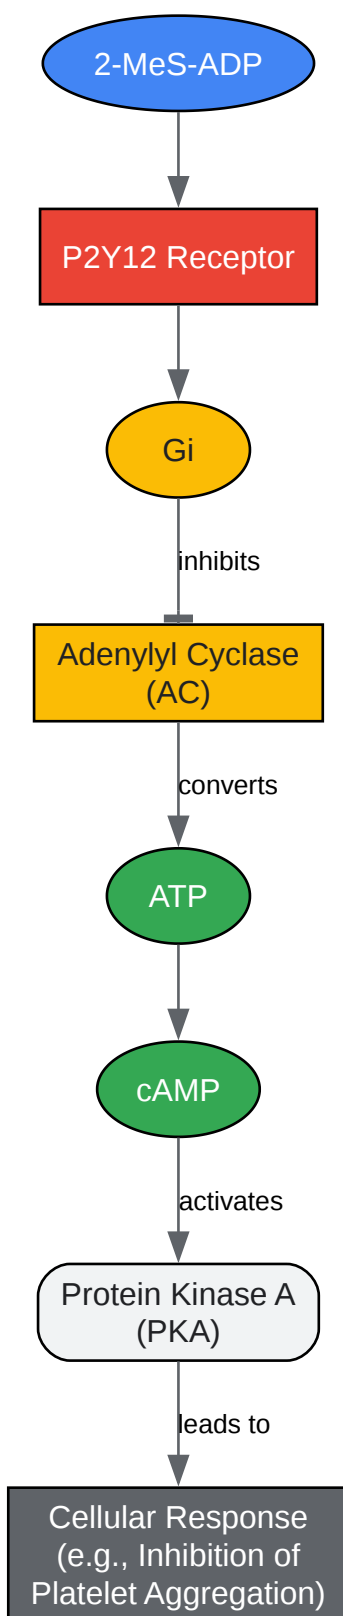 2-MeS-ADP
P2Y12 Receptor
Gi
inhibits
Adenylyl Cyclase
(AC)
converts
ATP
cAMP
activates
Protein Kinase A
(PKA)
leads to
Cellular Response
(e.g., Inhibition of
Platelet Aggregation)